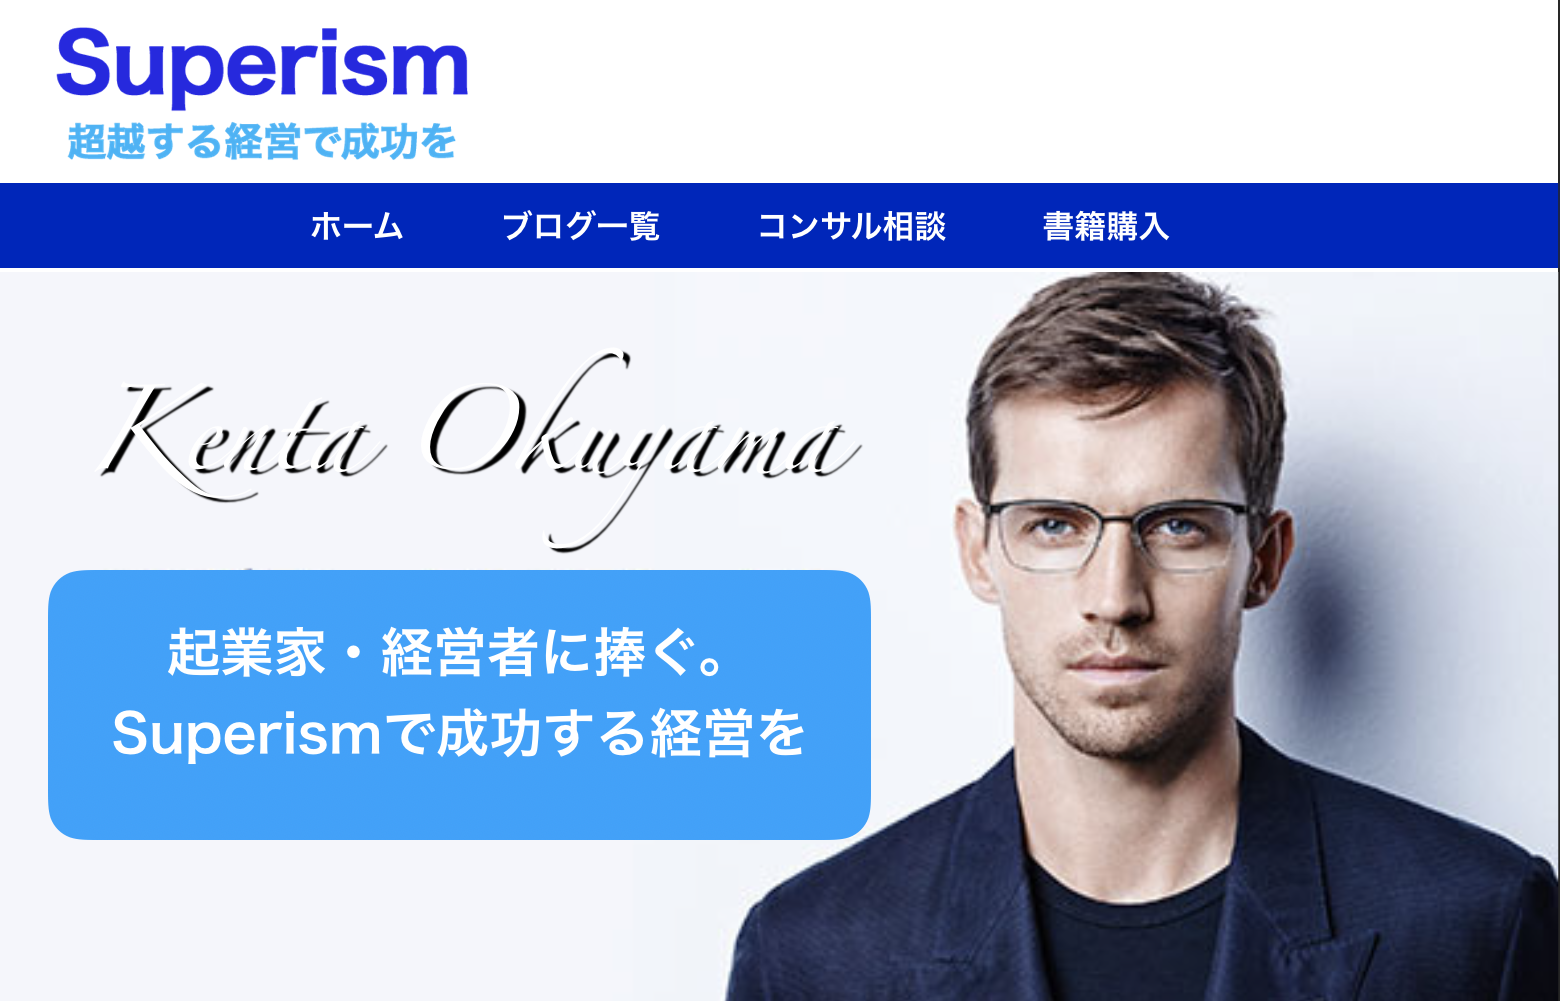 Superism
超越する経営で成功を
ホーム ブログ一覧 コンサル相談 書籍購入
Kenta Okuyama
起業家・経営者に捧ぐ。
Superismで成功する経営を